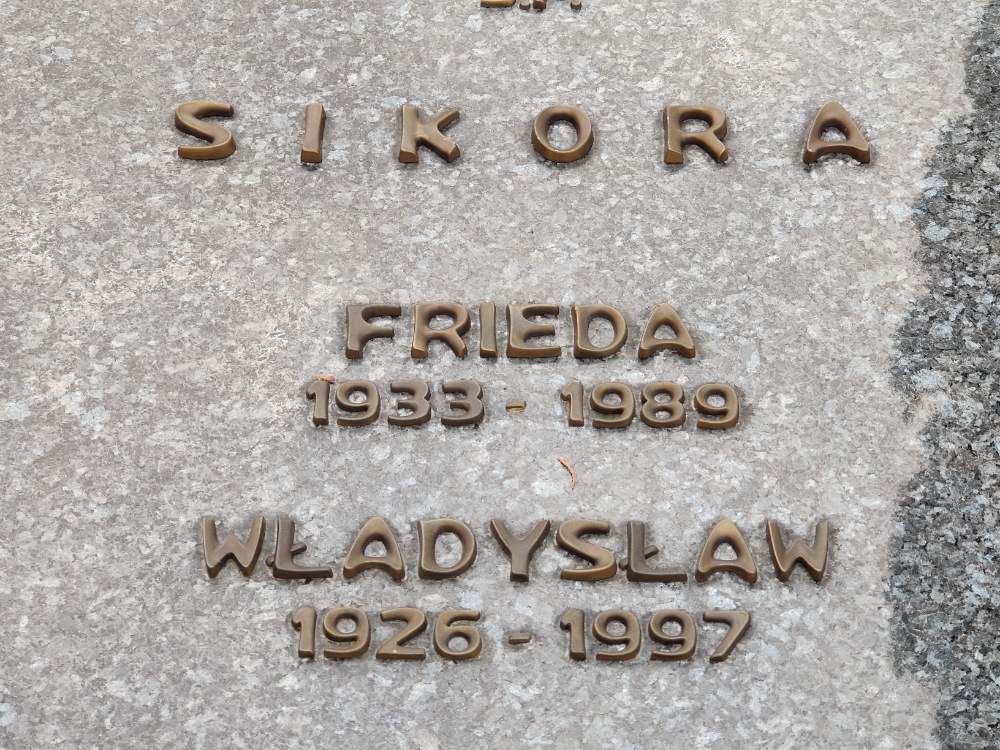 SIKORA
FRIEDA
1933 - 1989
WŁADYSŁAW
1926 - 1997